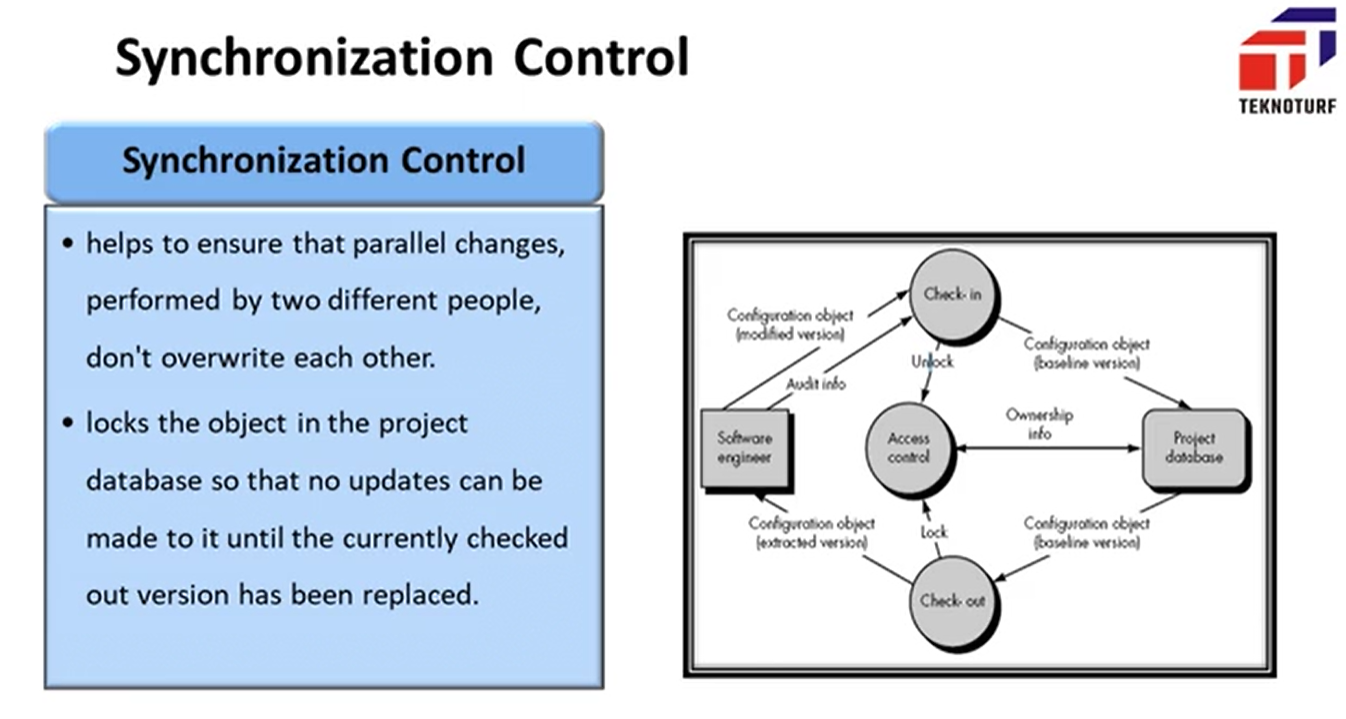 Synchronization Control
TEKNOTURF
Synchronization Control
• helps to ensure that parallel changes,
performed by two different people,
don't overwrite each other.
• locks the object in the project
database so that no updates can be
made to it until the currently checked
out version has been replaced.
Check- in
Configuration object
(modified version)
Audit info
Unlock
Configuration object
(baseline version)
Software
engineer
Access
control
Ownership
info
Project
database
Configuration object
(extracted version)
Lock
Configuration object
(baseline version)
Check- out